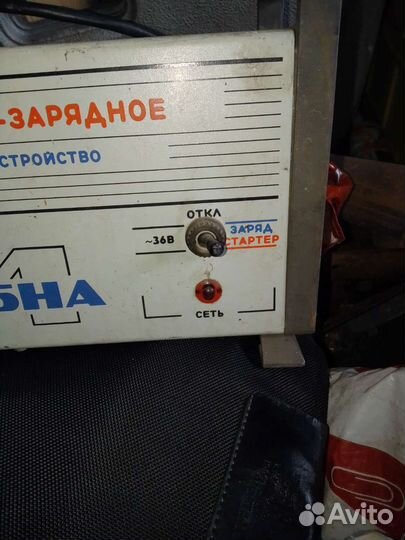 -ЗАРЯДНОЕ
СТРОЙСТВО
ОТКЛ
~36В
ЗАРЯД
СТАРТЕР
БНА
СЕТЬ
Avito